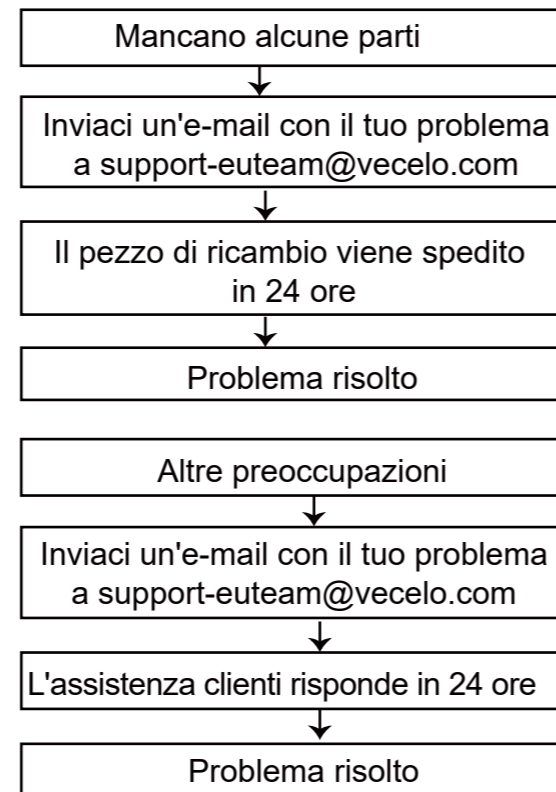 Mancano alcune parti
Inviaci un'e-mail con il tuo problema
a support-euteam@vecelo.com
Il pezzo di ricambio viene spedito
in 24 ore
Problema risolto
Altre preoccupazioni
Inviaci un'e-mail con il tuo problema
a support-euteam@vecelo.com
L'assistenza clienti risponde in 24 ore
Problema risolto